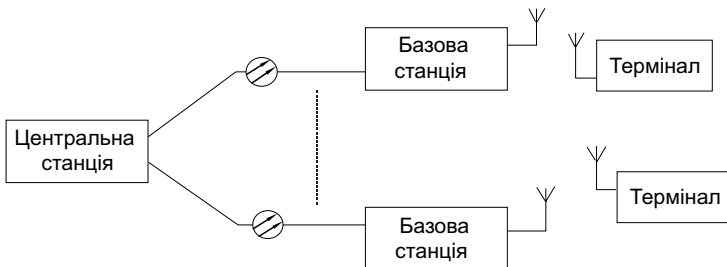 Базова
станція
Термінал
Центральна
станція
Термінал
Базова
станція